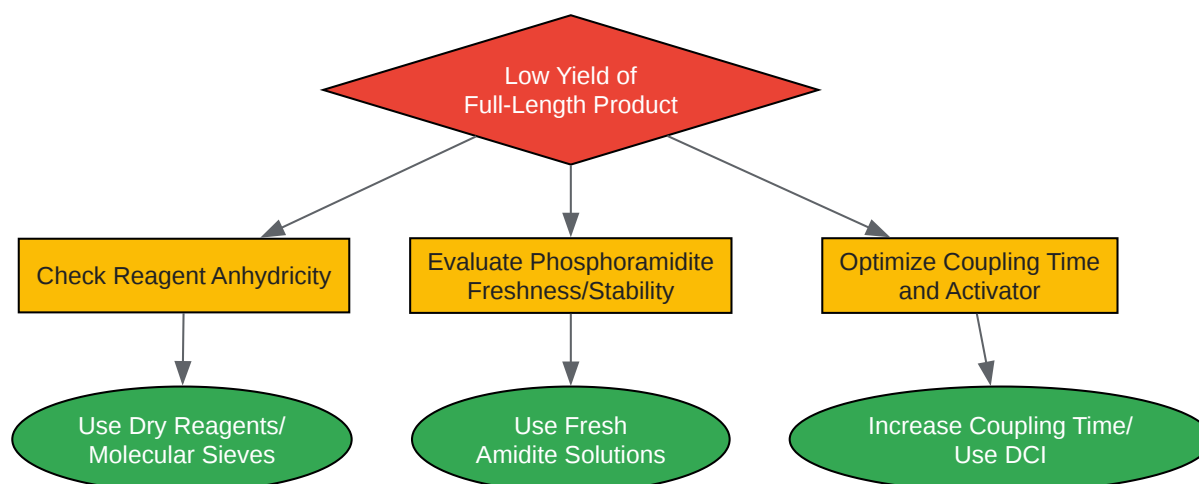 Low Yield of
Full-Length Product
Check Reagent Anhydricity
Evaluate Phosphoramidite
Freshness/Stability
Optimize Coupling Time
and Activator
Use Dry Reagents/
Molecular Sieves
Use Fresh
Amidite Solutions
Increase Coupling Time/
Use DCI